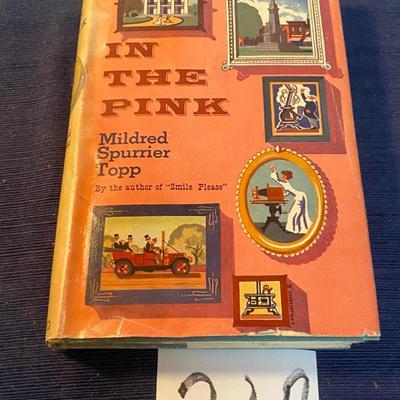 IN
THE
PINK
Mildred
Spurrier
Topp
By the author of "Smile Please"